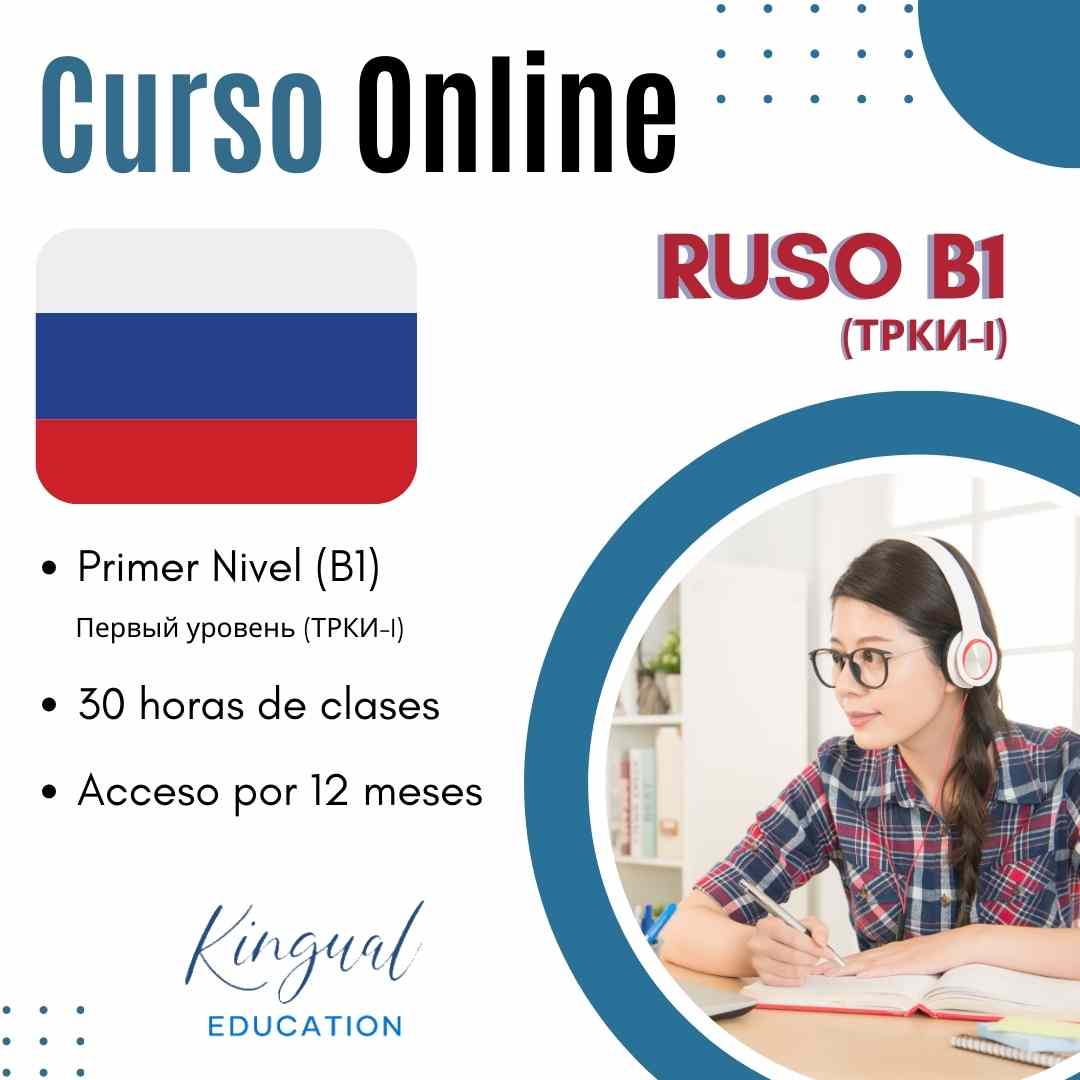 Curso Online
RUSO B1
(ТРКИ-I)
• Primer Nivel (B1)
Первый уровень (ТРКИ-I)
• 30 horas de clases
• Acceso por 12 meses
Kingual
EDUCATION